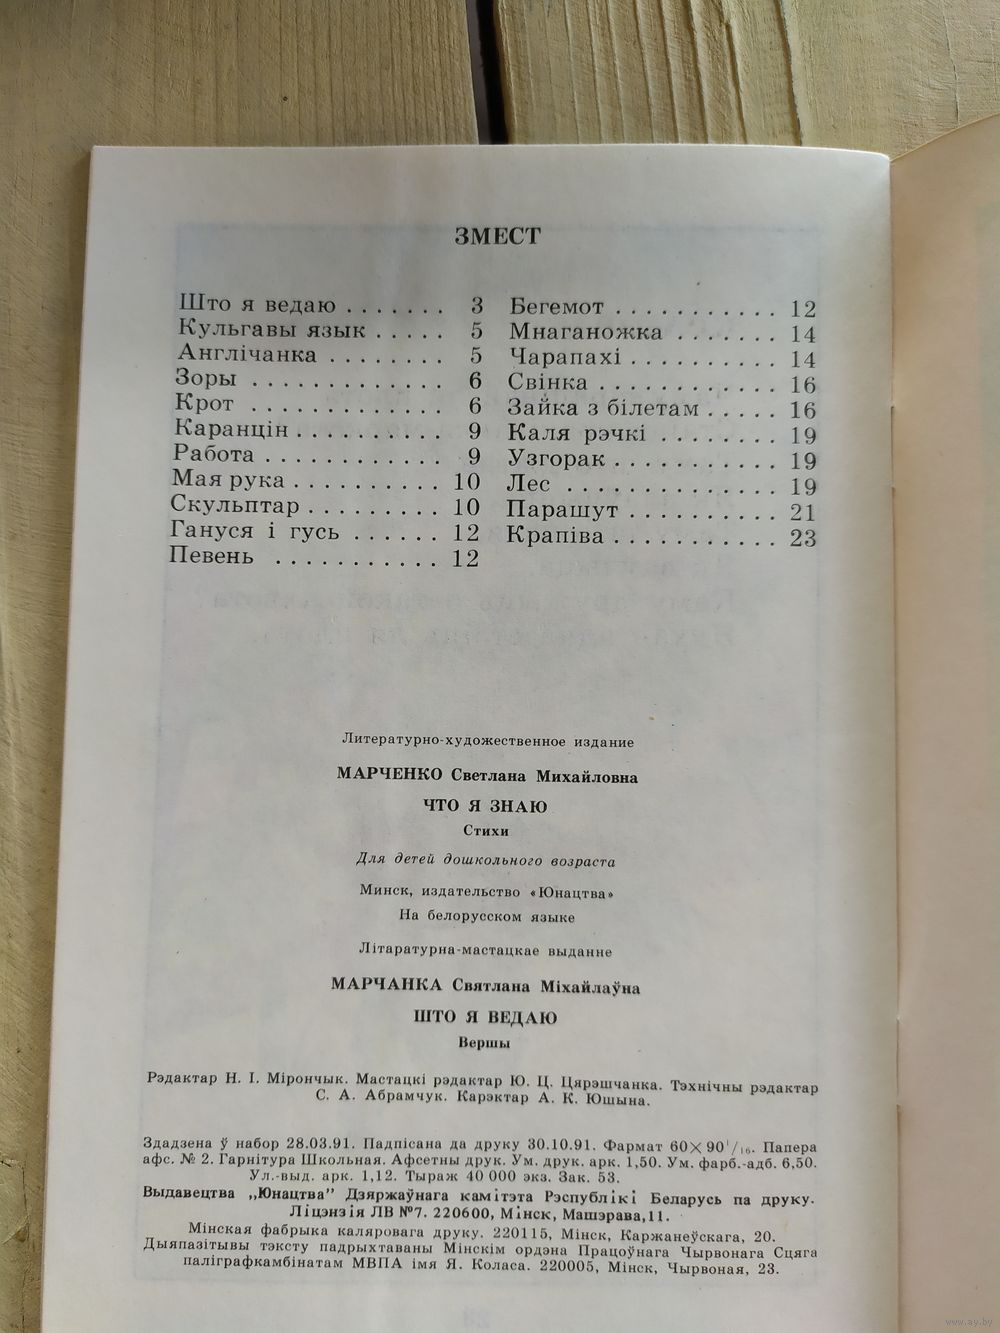 ЗМЕСТ
Што я ведаю . . . . . . . 3
Кульгавы язык . . . . . 5
Англічанка . . . . . . . . 5
Зоры . . . . . . . . . . . . . 6
Крот . . . . . . . . . . . . . 6
Каранцін . . . . . . . . . . 9
Работа . . . . . . . . . . . . 9
Мая рука . . . . . . . . . . 10
Скульптар . . . . . . . . . 10
Гануся і гусь . . . . . . 12
Певень . . . . . . . . . . . 12
Бегемот . . . . . . . . . . . 12
Мнаганожка . . . . . . . 14
Чарапахі . . . . . . . . . . 14
Свінка . . . . . . . . . . . . 16
Зайка з білетам . . . . . 16
Каля рэчкі . . . . . . . . 19
Узгорак . . . . . . . . . . . 19
Лес . . . . . . . . . . . . . . 19
Парашут . . . . . . . . . . 21
Крапіва . . . . . . . . . . . 23
Литературно-художественное издание
МАРЧЕНКО Светлана Михайловна
ЧТО Я ЗНАЮ
Стихи
Для детей дошкольного возраста
Минск, издательство «Юнацтва»
На белорусском языке
Літаратурна-мастацкае выданне
МАРЧАНКА Святлана Міхайлаўна
ШТО Я ВЕДАЮ
Вершы
Рэдактар Н. І. Мірончык. Мастацкі рэдактар Ю. Ц. Цярэшчанка. Тэхнічны рэдактар
С. А. Абрамчук. Карэктар А. К. Юшына.
Здадзена ў набор 28.03.91. Падпісана да друку 30.10.91. Фармат 60×90¹/₁₆. Папера
афс. № 2. Гарнітура Школьная. Афсетны друк. Ум. друк. арк. 1,50. Ум. фарб.-адб. 6,50.
Ул.-выд. арк. 1,12. Тыраж 40 000 экз. Зак. 53.
Выдавецтва „Юнацтва” Дзяржаўнага камітэта Рэспублікі Беларусь па друку.
Ліцэнзія ЛВ №7. 220600, Мінск, Машэрава,11.
Мінская фабрыка каляровага друку. 220115, Мінск, Каржанеўскага, 20.
Дыяпазітывы тэксту падрыхтаваны Мінскім ордэна Працоўнага Чырвонага Сцяга
паліграфкамбінатам МВПА імя Я. Коласа. 220005, Мінск, Чырвоная, 23.
www.ay.by